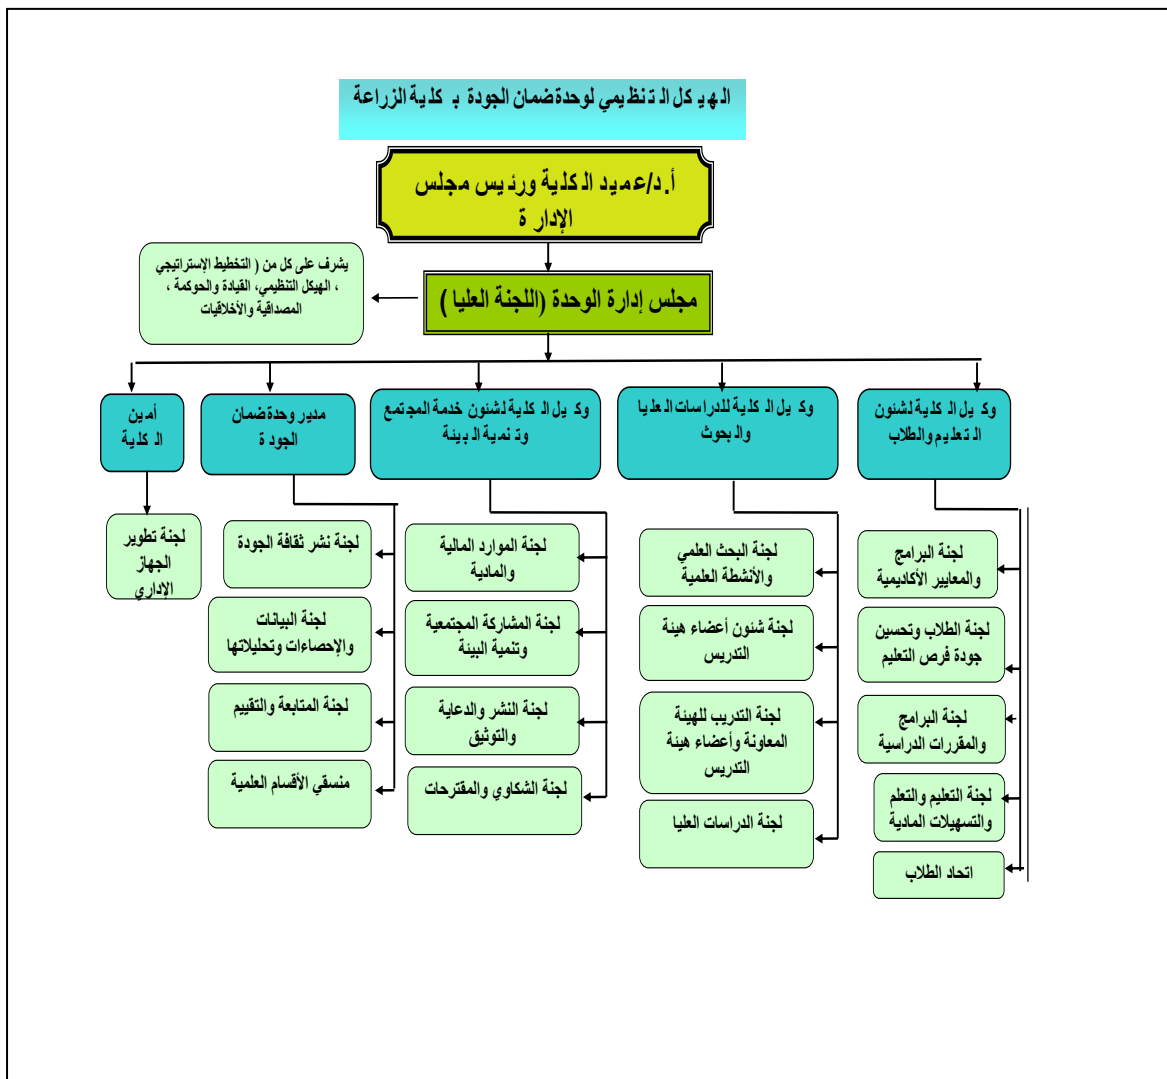 الهيكل التنظيمي لوحدة ضمان الجودة بكلية الزراعة
أ.د/عميد الكلية ورئيس مجلس
الإدارة
يشرف على كل من ( التخطيط الإستراتيجي
، الهيكل التنظيمي، القيادة والحوكمة ،
المصداقية والأخلاقيات
مجلس إدارة الوحدة (اللجنة العليا )
وكيل الكلية لشئون
التعليم والطلاب
وكيل الكلية للدراسات العليا
والبحوث
وكيل الكلية لشئون خدمة المجتمع
وتنمية البيئة
مدير وحدة ضمان
الجودة
أمين
الكلية
لجنة البرامج
والمعايير الأكاديمية
لجنة الطلاب وتحسين
جودة فرص التعليم
لجنة البرامج
والمقررات الدراسية
لجنة التعليم والتعلم
والتسهيلات المادية
اتحاد الطلاب
لجنة البحث العلمي
والأنشطة العلمية
لجنة شئون أعضاء هيئة
التدريس
لجنة التدريب للهيئة
المعاونة وأعضاء هيئة
التدريس
لجنة الدراسات العليا
لجنة الموارد المالية
والمادية
لجنة المشاركة المجتمعية
وتنمية البيئة
لجنة النشر والدعاية
والتوثيق
لجنة الشكاوي والمقترحات
لجنة نشر ثقافة الجودة
لجنة البيانات
والإحصاءات وتحليلاتها
لجنة المتابعة والتقييم
منسقي الأقسام العلمية
لجنة تطوير
الجهاز
الإداري